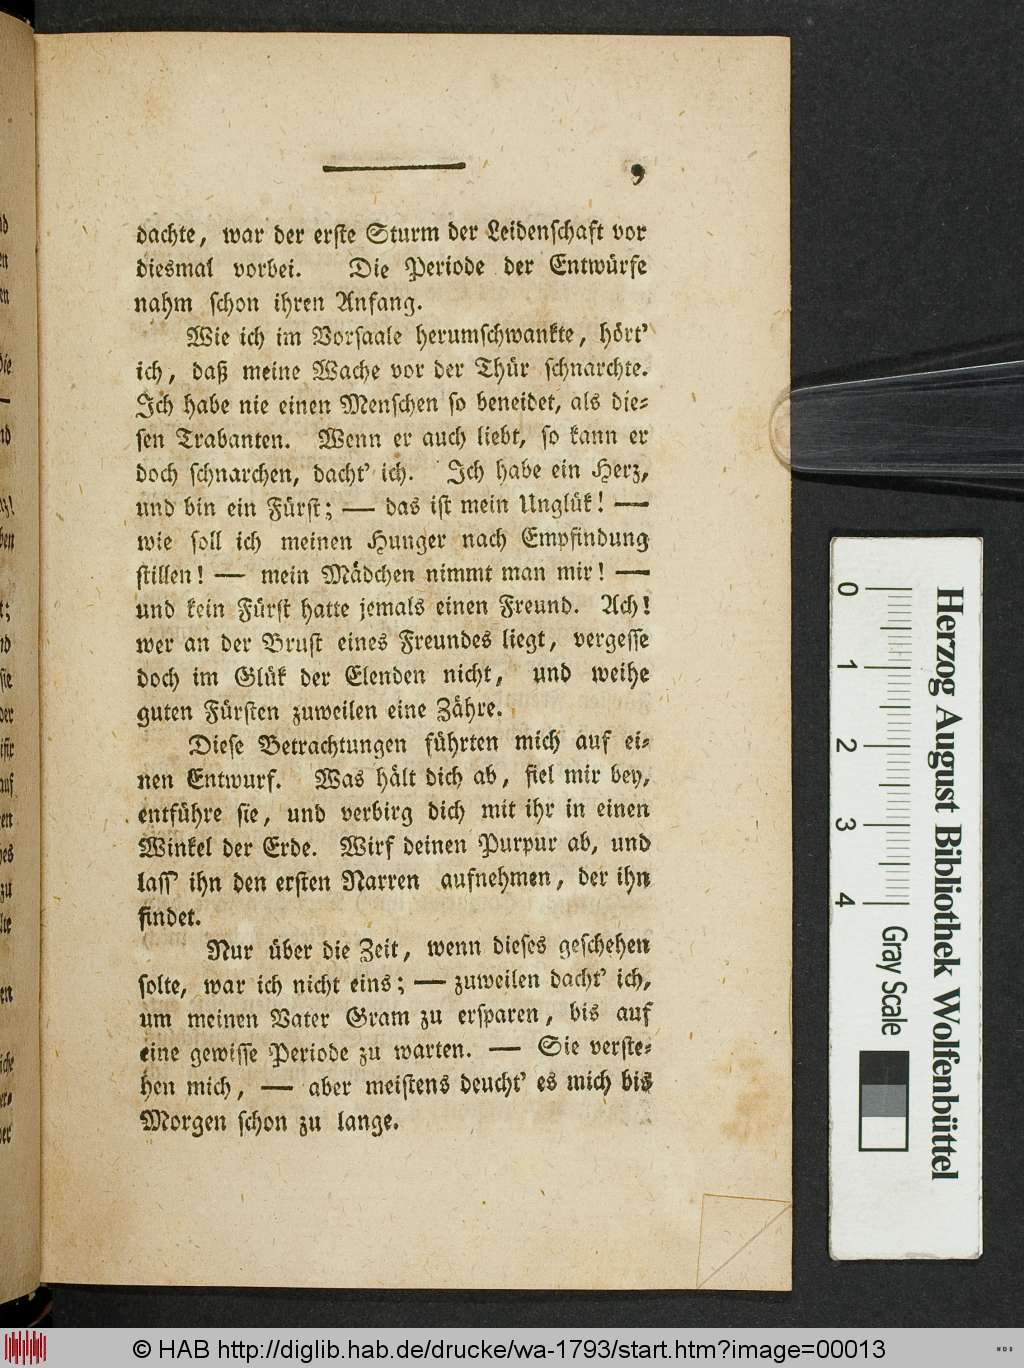 9
dachte, war der erste Sturm der Leidenschaft vor
diesmal vorbei. Die Periode der Entwürfe
nahm schon ihren Anfang.
Wie ich im Vorsaale herumschwankte, hört'
ich, daß meine Wache vor der Thür schnarchte.
Ich habe nie einen Menschen so beneidet, als die-
sen Trabanten. Wenn er auch liebt, so kann er
doch schnarchen, dacht' ich. Ich habe ein Herz,
und bin ein Fürst; — das ist mein Unglük! —
wie soll ich meinen Hunger nach Empfindung
stillen! — mein Mädchen nimmt man mir! —
und kein Fürst hatte jemals einen Freund. Ach!
wer an der Brust eines Freundes liegt, vergesse
doch im Glük der Elenden nicht, und weihe
guten Fürsten zuweilen eine Zähre.
Diese Betrachtungen führten mich auf ei-
nen Entwurf. Was hält dich ab, fiel mir bey,
entführe sie, und verbirg dich mit ihr in einen
Winkel der Erde. Wirf deinen Purpur ab, und
lass' ihn den ersten Narren aufnehmen, der ihn
findet.
Nur über die Zeit, wenn dieses geschehen
solte, war ich nicht eins; — zuweilen dacht' ich,
um meinen Vater Gram zu ersparen, bis auf
eine gewisse Periode zu warten. — Sie verste-
hen mich, — aber meistens deucht' es mich bis
Morgen schon zu lange.
0 1 2 3 4
Gray Scale
Herzog August Bibliothek Wolfenbüttel
© HAB http://diglib.hab.de/drucke/wa-1793/start.htm?image=00013